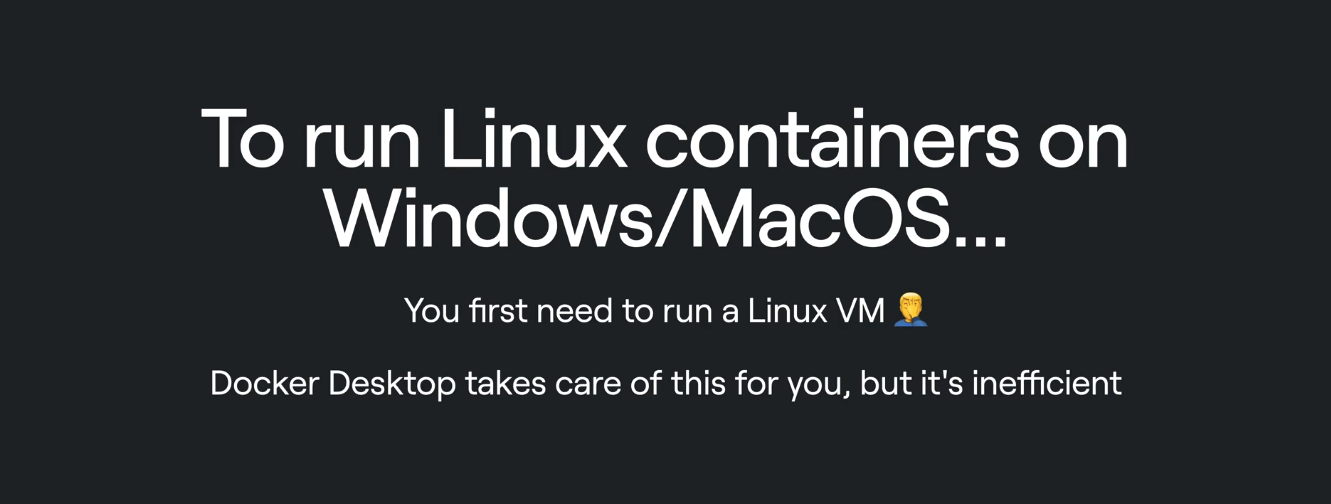 To run Linux containers on
Windows/MacOS...
You first need to run a Linux VM 🤦‍♂️
Docker Desktop takes care of this for you, but it's inefficient